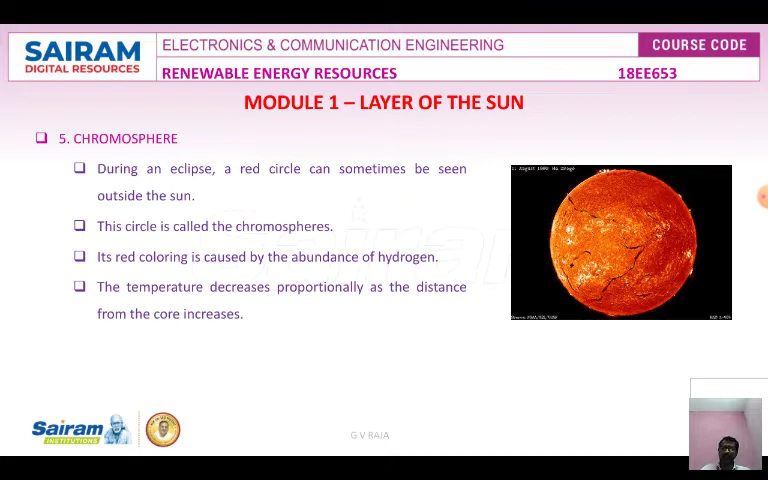 SAIRAM
DIGITAL RESOURCES
ELECTRONICS & COMMUNICATION ENGINEERING
COURSE CODE
RENEWABLE ENERGY RESOURCES
18EE653
MODULE 1 – LAYER OF THE SUN
5. CHROMOSPHERE
During an eclipse, a red circle can sometimes be seen
outside the sun.
This circle is called the chromospheres.
Its red coloring is caused by the abundance of hydrogen.
The temperature decreases proportionally as the distance
from the core increases.
Sairam
INSTITUTIONS
G V RAJA